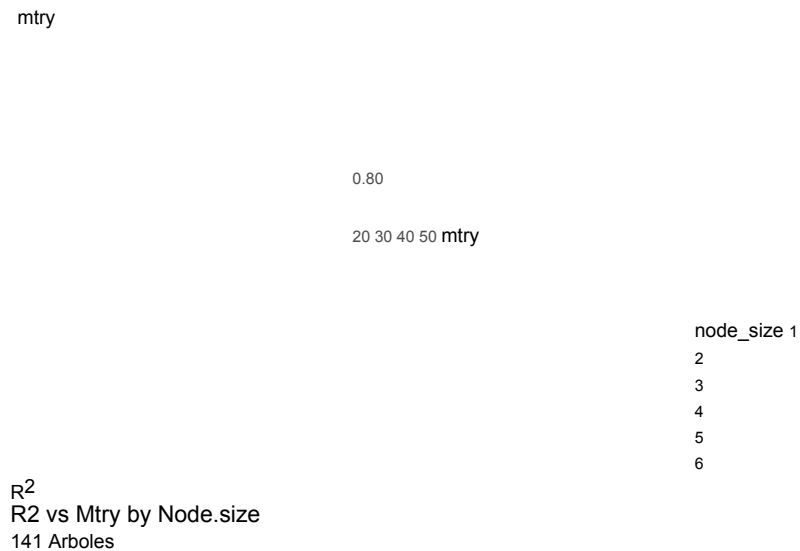 mtry
0.80
20 30 40 50 mtry
node_size 1
2
3
4
5
6
R2
R2 vs Mtry by Node.size
141 Arboles